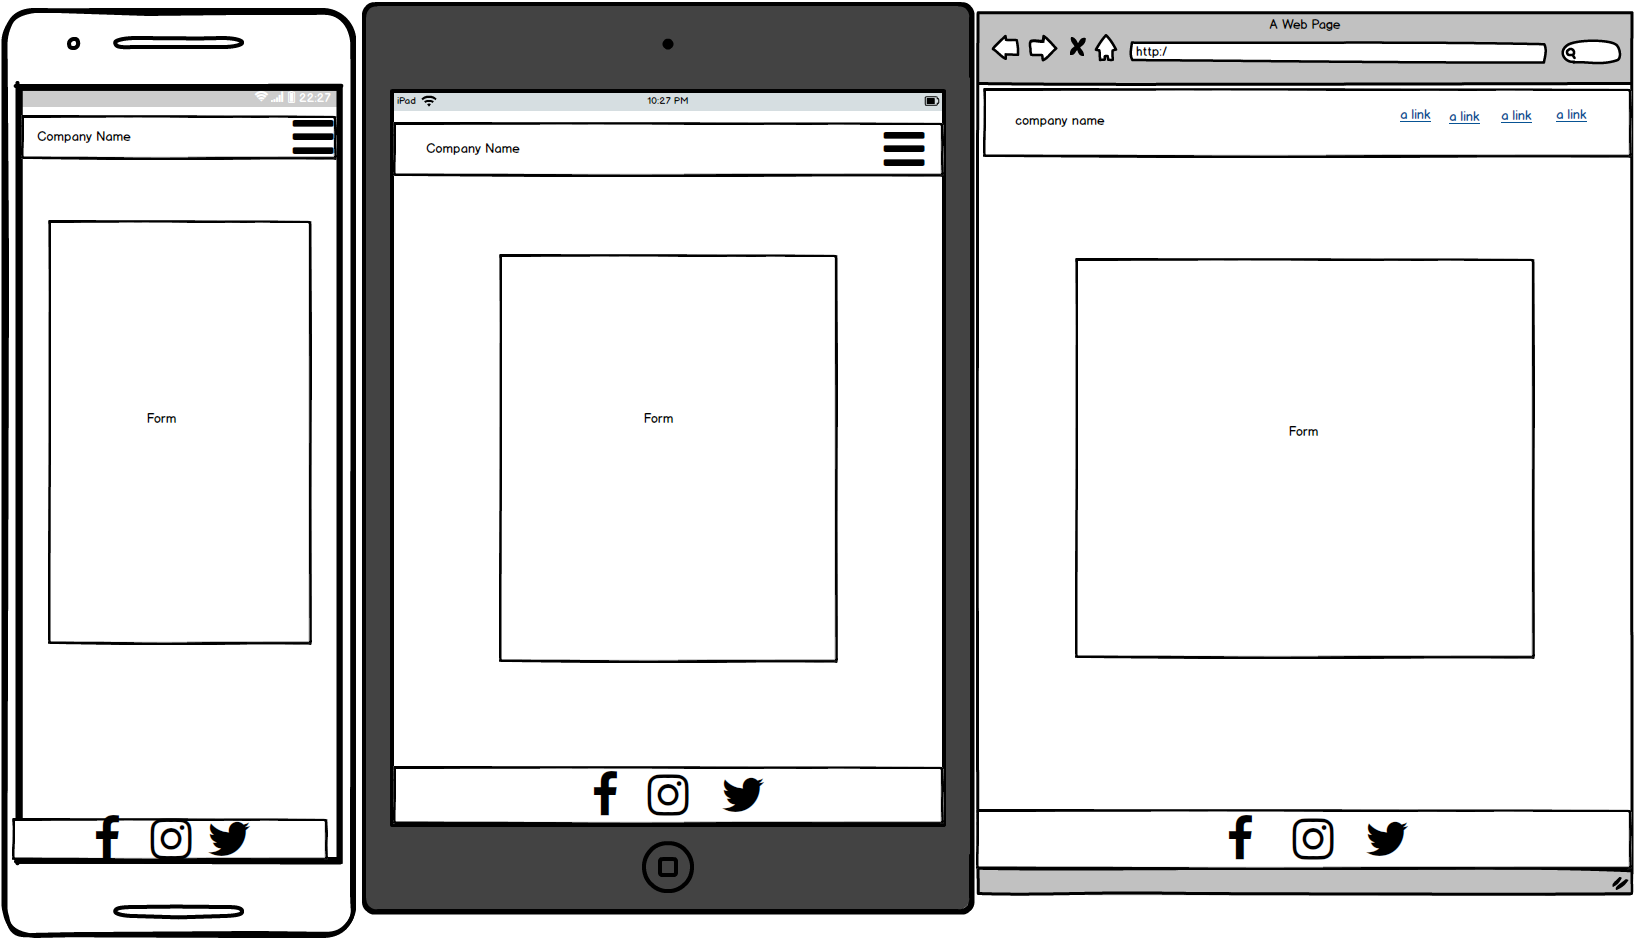 22:27
Company Name
Form
iPad
10:27 PM
Company Name
Form
A Web Page
http:/
company name
a link a link a link a link
Form